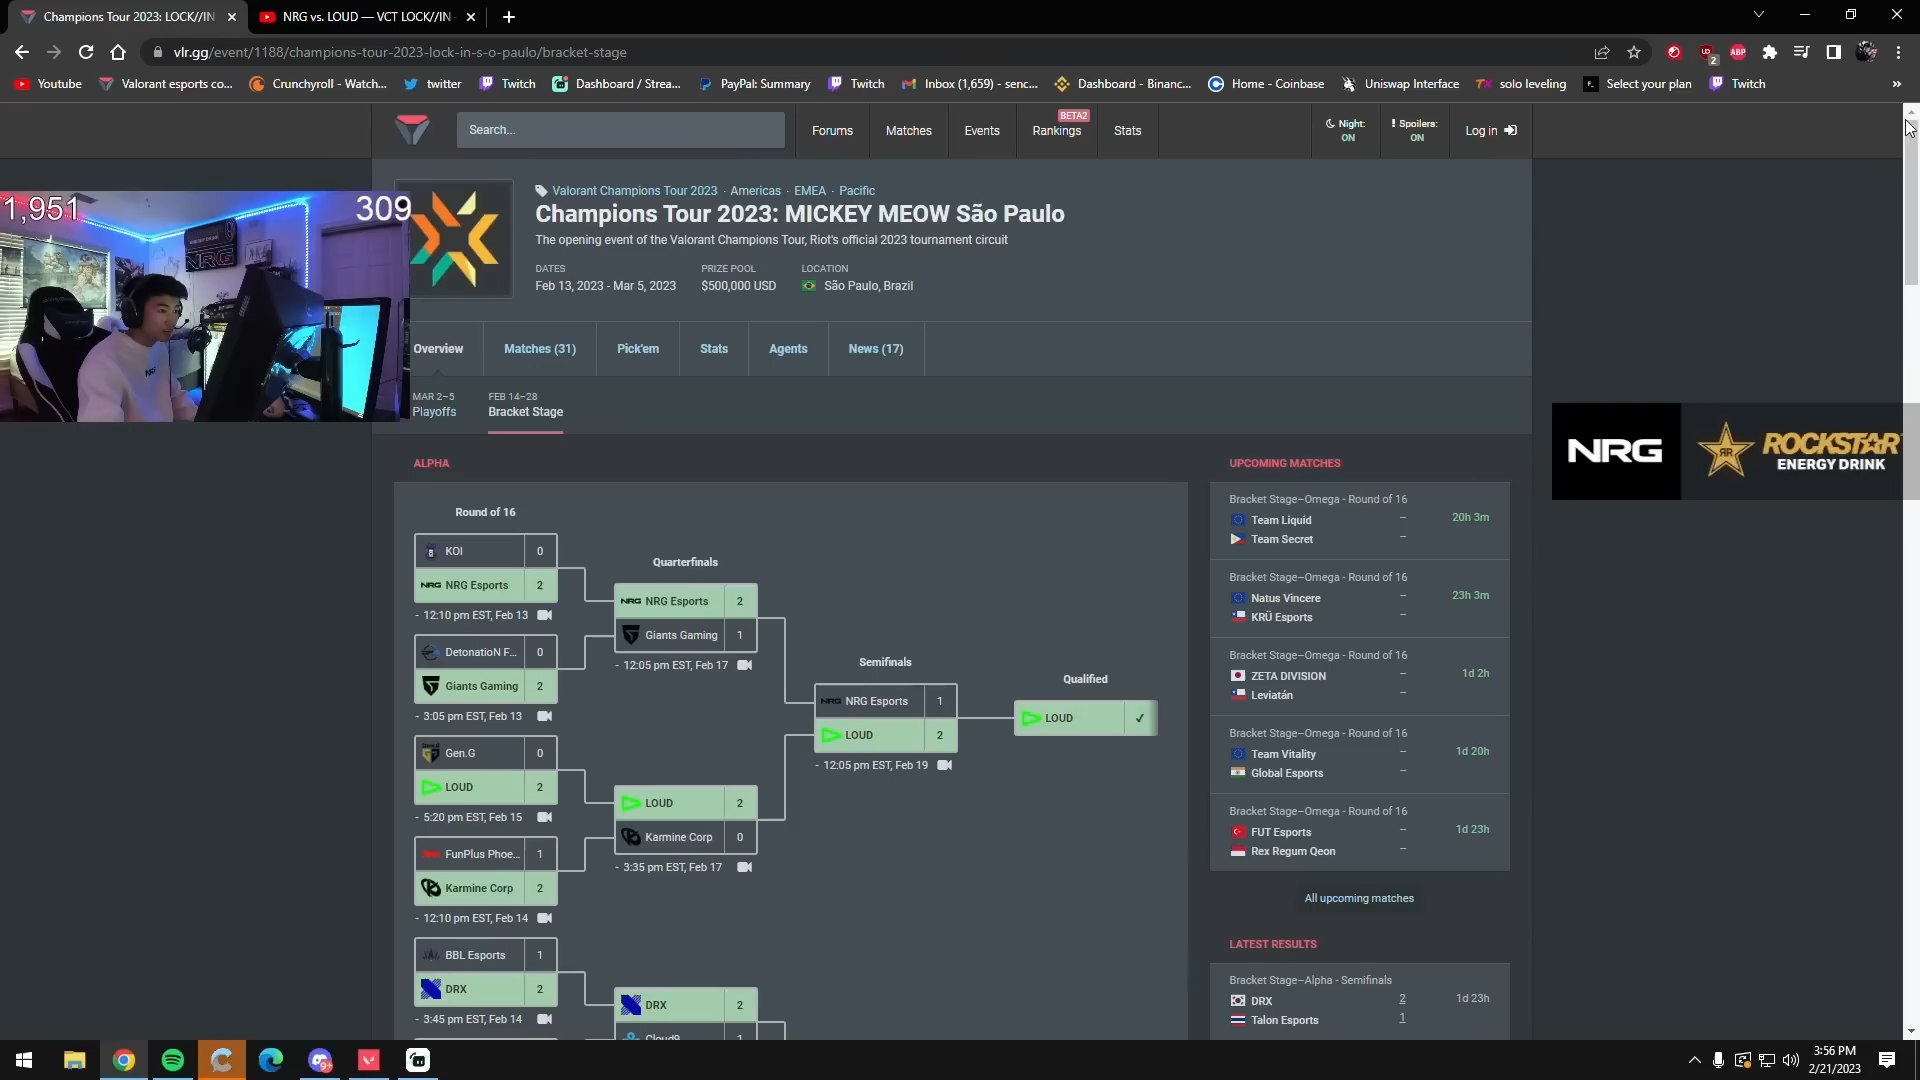 Champions Tour 2023: LOCK//IN
NRG vs. LOUD — VCT LOCK//IN
vlr.gg/event/1188/champions-tour-2023-lock-in-s-o-paulo/bracket-stage
2
ABP
Youtube
Valorant esports co...
Crunchyroll - Watch...
twitter
Twitch
Dashboard / Strea...
PayPal: Summary
Twitch
Inbox (1,659) - senc...
Dashboard - Binanc...
Home - Coinbase
Uniswap Interface
TX
solo leveling
Select your plan
Twitch
Search...
Forums
Matches
Events
BETA2
Rankings
Stats
Night:
ON
Spoilers:
ON
Log in
1,951
309
NRG
Valorant Champions Tour 2023 · Americas · EMEA · Pacific
Champions Tour 2023: MICKEY MEOW São Paulo
The opening event of the Valorant Champions Tour, Riot's official 2023 tournament circuit
DATES
Feb 13, 2023 - Mar 5, 2023
PRIZE POOL
$500,000 USD
LOCATION
São Paulo, Brazil
Overview
Matches (31)
Pick'em
Stats
Agents
News (17)
MAR 2–5
Playoffs
FEB 14–28
Bracket Stage
NRG
ROCKSTAR
ENERGY DRINK
ALPHA
Round of 16
KOI 0
NRG NRG Esports 2
- 12:10 pm EST, Feb 13
DetonatioN F... 0
Giants Gaming 2
- 3:05 pm EST, Feb 13
Gen.G 0
LOUD 2
- 5:20 pm EST, Feb 15
FunPlus Phoe... 1
Karmine Corp 2
- 12:10 pm EST, Feb 14
BBL Esports 1
DRX 2
- 3:45 pm EST, Feb 14
Quarterfinals
NRG NRG Esports 2
Giants Gaming 1
- 12:05 pm EST, Feb 17
LOUD 2
Karmine Corp 0
- 3:35 pm EST, Feb 17
DRX 2
Cloud9 1
Semifinals
NRG NRG Esports 1
LOUD 2
- 12:05 pm EST, Feb 19
Qualified
LOUD ✓
UPCOMING MATCHES
Bracket Stage–Omega - Round of 16
Team Liquid –
20h 3m
Team Secret –
Bracket Stage–Omega - Round of 16
Natus Vincere –
23h 3m
KRÜ Esports –
Bracket Stage–Omega - Round of 16
ZETA DIVISION –
1d 2h
Leviatán –
Bracket Stage–Omega - Round of 16
Team Vitality –
1d 20h
Global Esports –
Bracket Stage–Omega - Round of 16
FUT Esports –
1d 23h
Rex Regum Qeon –
All upcoming matches
LATEST RESULTS
Bracket Stage–Alpha - Semifinals
DRX 2
1d 23h
Talon Esports 1
9+
3:56 PM
2/21/2023